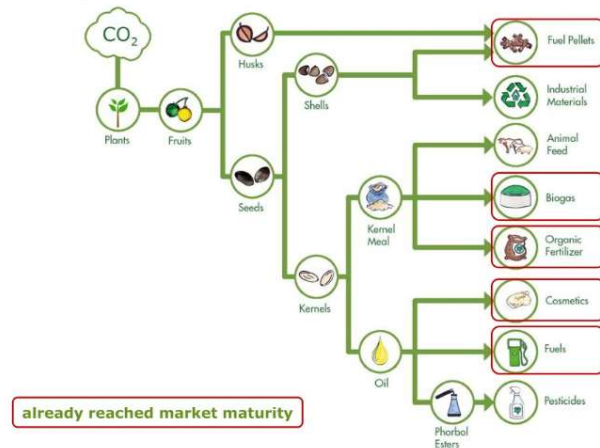 CO₂
Plants
Fruits
Husks
Seeds
Shells
Kernels
Kernel
Meal
Oil
Phorbol
Esters
Fuel Pellets
Industrial
Materials
Animal
Feed
Biogas
Organic
Fertilizer
Cosmetics
Fuels
Pesticides
already reached market maturity